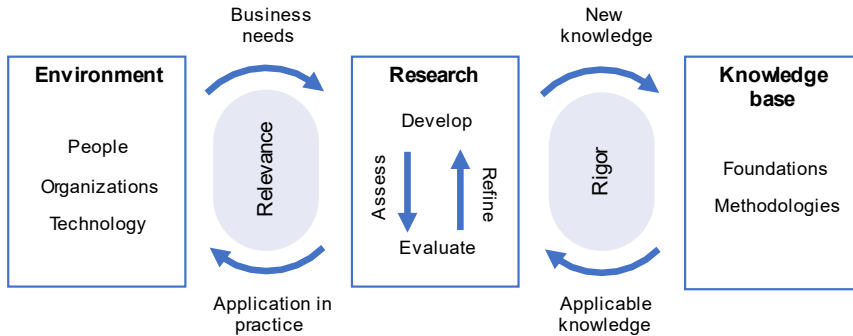 Business
needs
New
knowledge
Environment
People
Organizations
Technology
Relevance
Research
Develop
Assess
Refine
Evaluate
Rigor
Knowledge
base
Foundations
Methodologies
Application in
practice
Applicable
knowledge